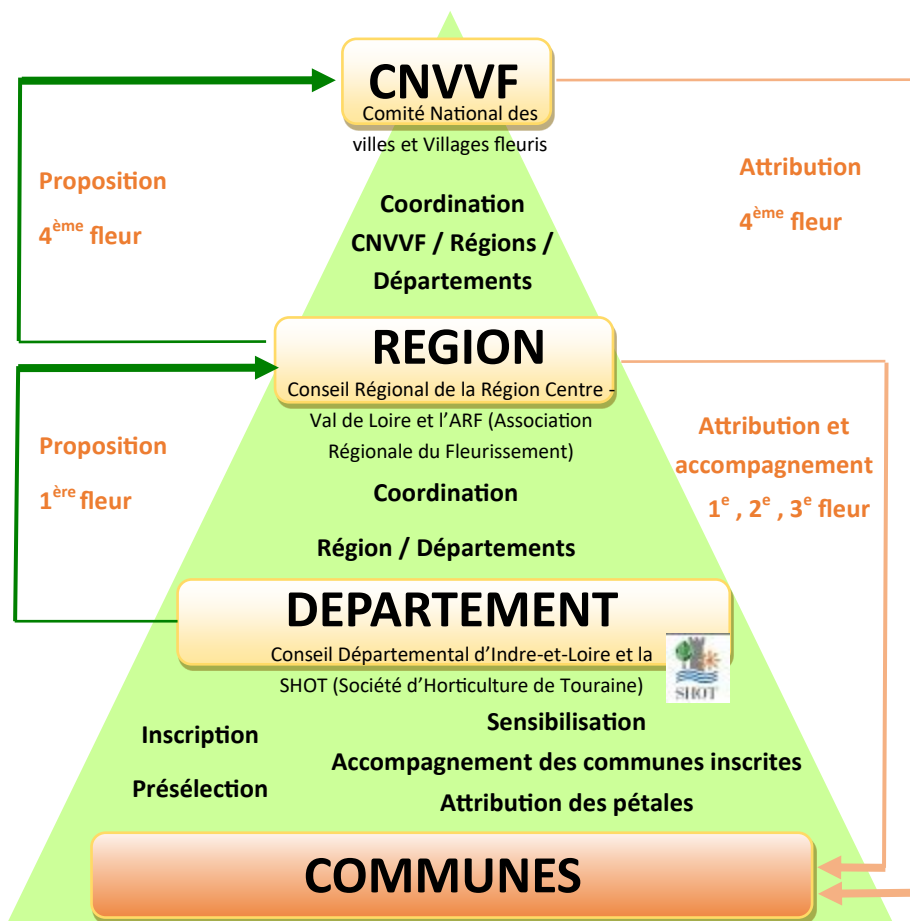 CNVVF
Comité National des
villes et Villages fleuris
Proposition
4ème fleur
Attribution
4ème fleur
Coordination
CNVVF / Régions /
Départements
REGION
Conseil Régional de la Région Centre -
Val de Loire et l’ARF (Association
Régionale du Fleurissement)
Proposition
1ère fleur
Attribution et
accompagnement
1e , 2e , 3e fleur
Coordination
Région / Départements
DEPARTEMENT
Conseil Départemental d’Indre-et-Loire et la
SHOT (Société d’Horticulture de Touraine)
SHOT
Inscription
Présélection
Sensibilisation
Accompagnement des communes inscrites
Attribution des pétales
COMMUNES